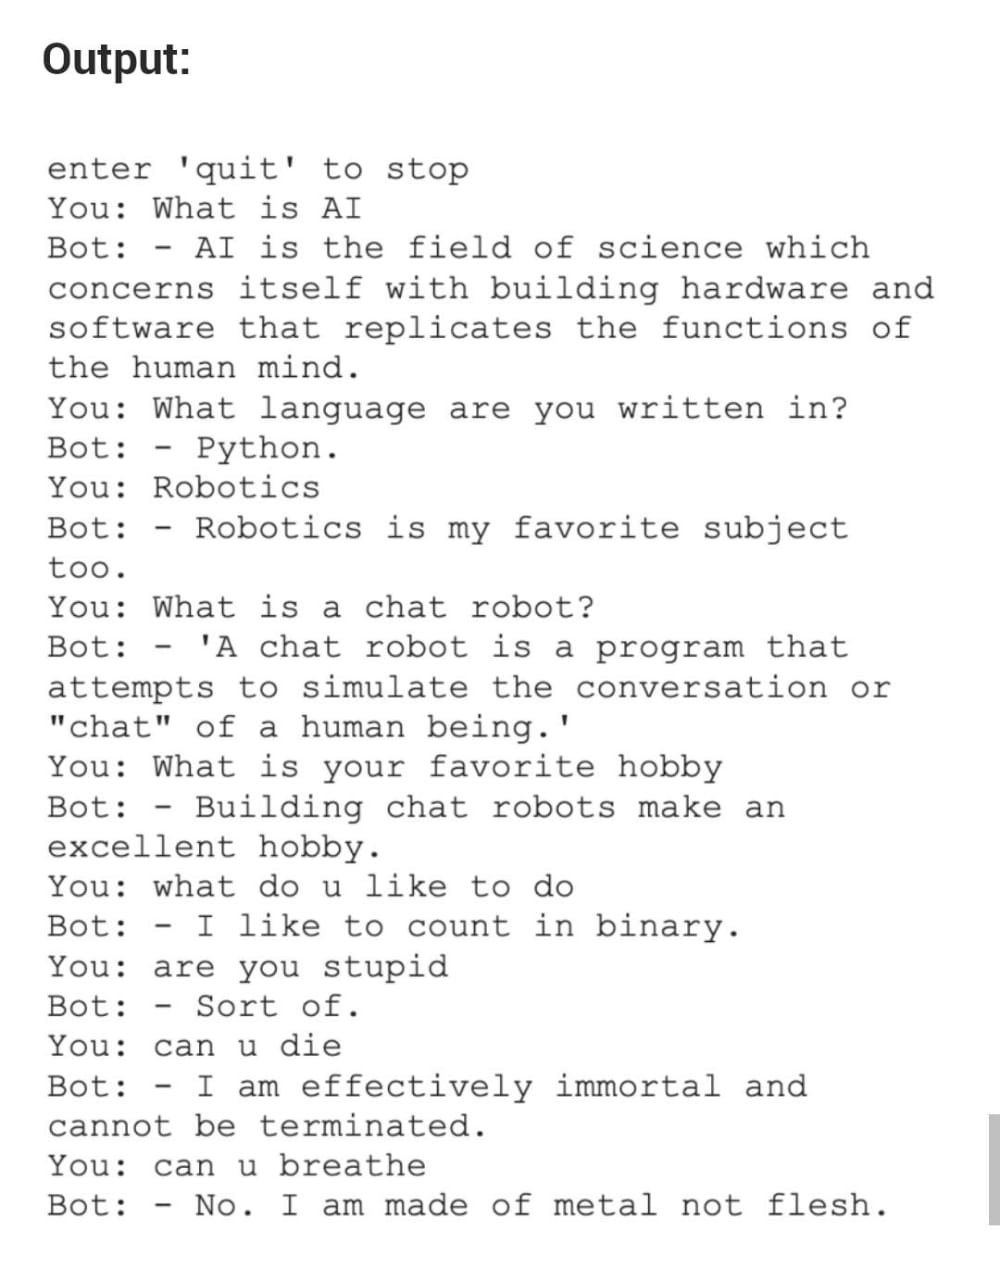 Output:
enter 'quit' to stop
You: What is AI
Bot: - AI is the field of science which
concerns itself with building hardware and
software that replicates the functions of
the human mind.
You: What language are you written in?
Bot: - Python.
You: Robotics
Bot: - Robotics is my favorite subject
too.
You: What is a chat robot?
Bot: - 'A chat robot is a program that
attempts to simulate the conversation or
"chat" of a human being.'
You: What is your favorite hobby
Bot: - Building chat robots make an
excellent hobby.
You: what do u like to do
Bot: - I like to count in binary.
You: are you stupid
Bot: - Sort of.
You: can u die
Bot: - I am effectively immortal and
cannot be terminated.
You: can u breathe
Bot: - No. I am made of metal not flesh.